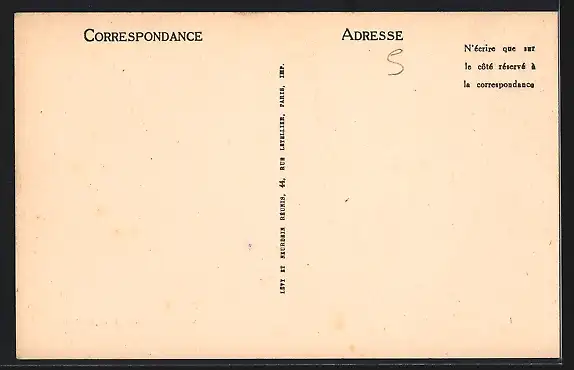 CORRESPONDANCE
ADRESSE
5
N'écrire que sur
le côté réservé à
la correspondance
LÉVY ET NEURDEIN RÉUNIS, 44, RUE LETELLIER, PARIS, IMP.